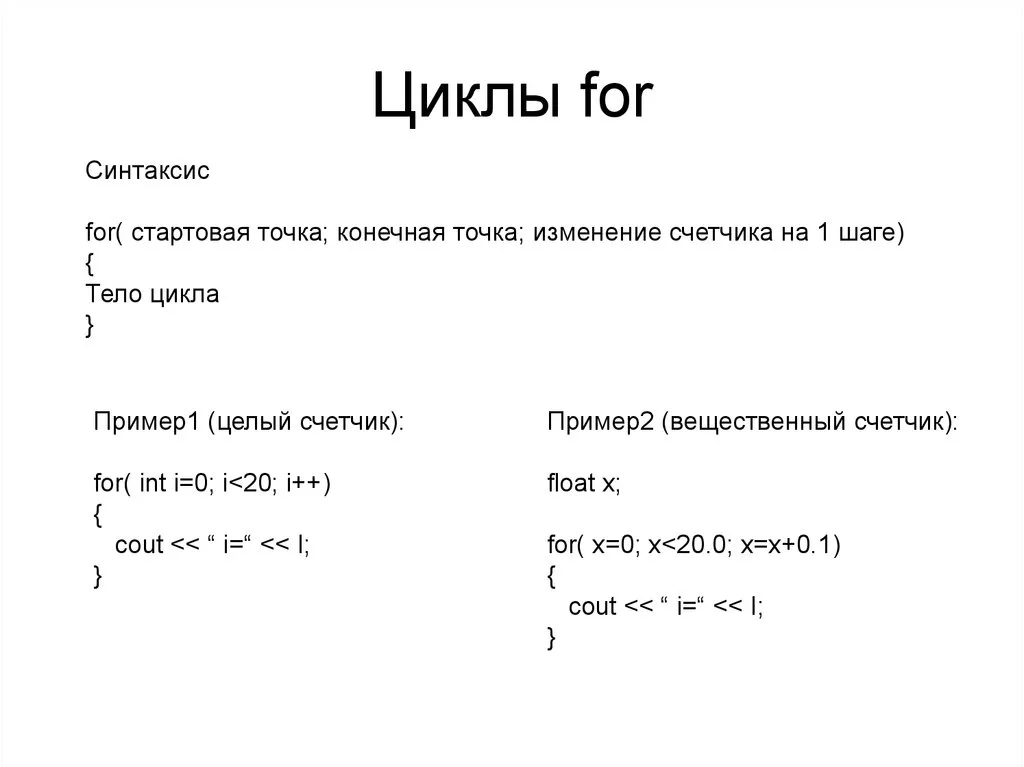 Циклы for
Синтаксис
for( стартовая точка; конечная точка; изменение счетчика на 1 шаге)
{
Тело цикла
}
Пример1 (целый счетчик):
for( int i=0; i<20; i++)
{
cout << “ i=“ << I;
}
Пример2 (вещественный счетчик):
float x;
for( x=0; x<20.0; x=x+0.1)
{
cout << “ i=“ << I;
}